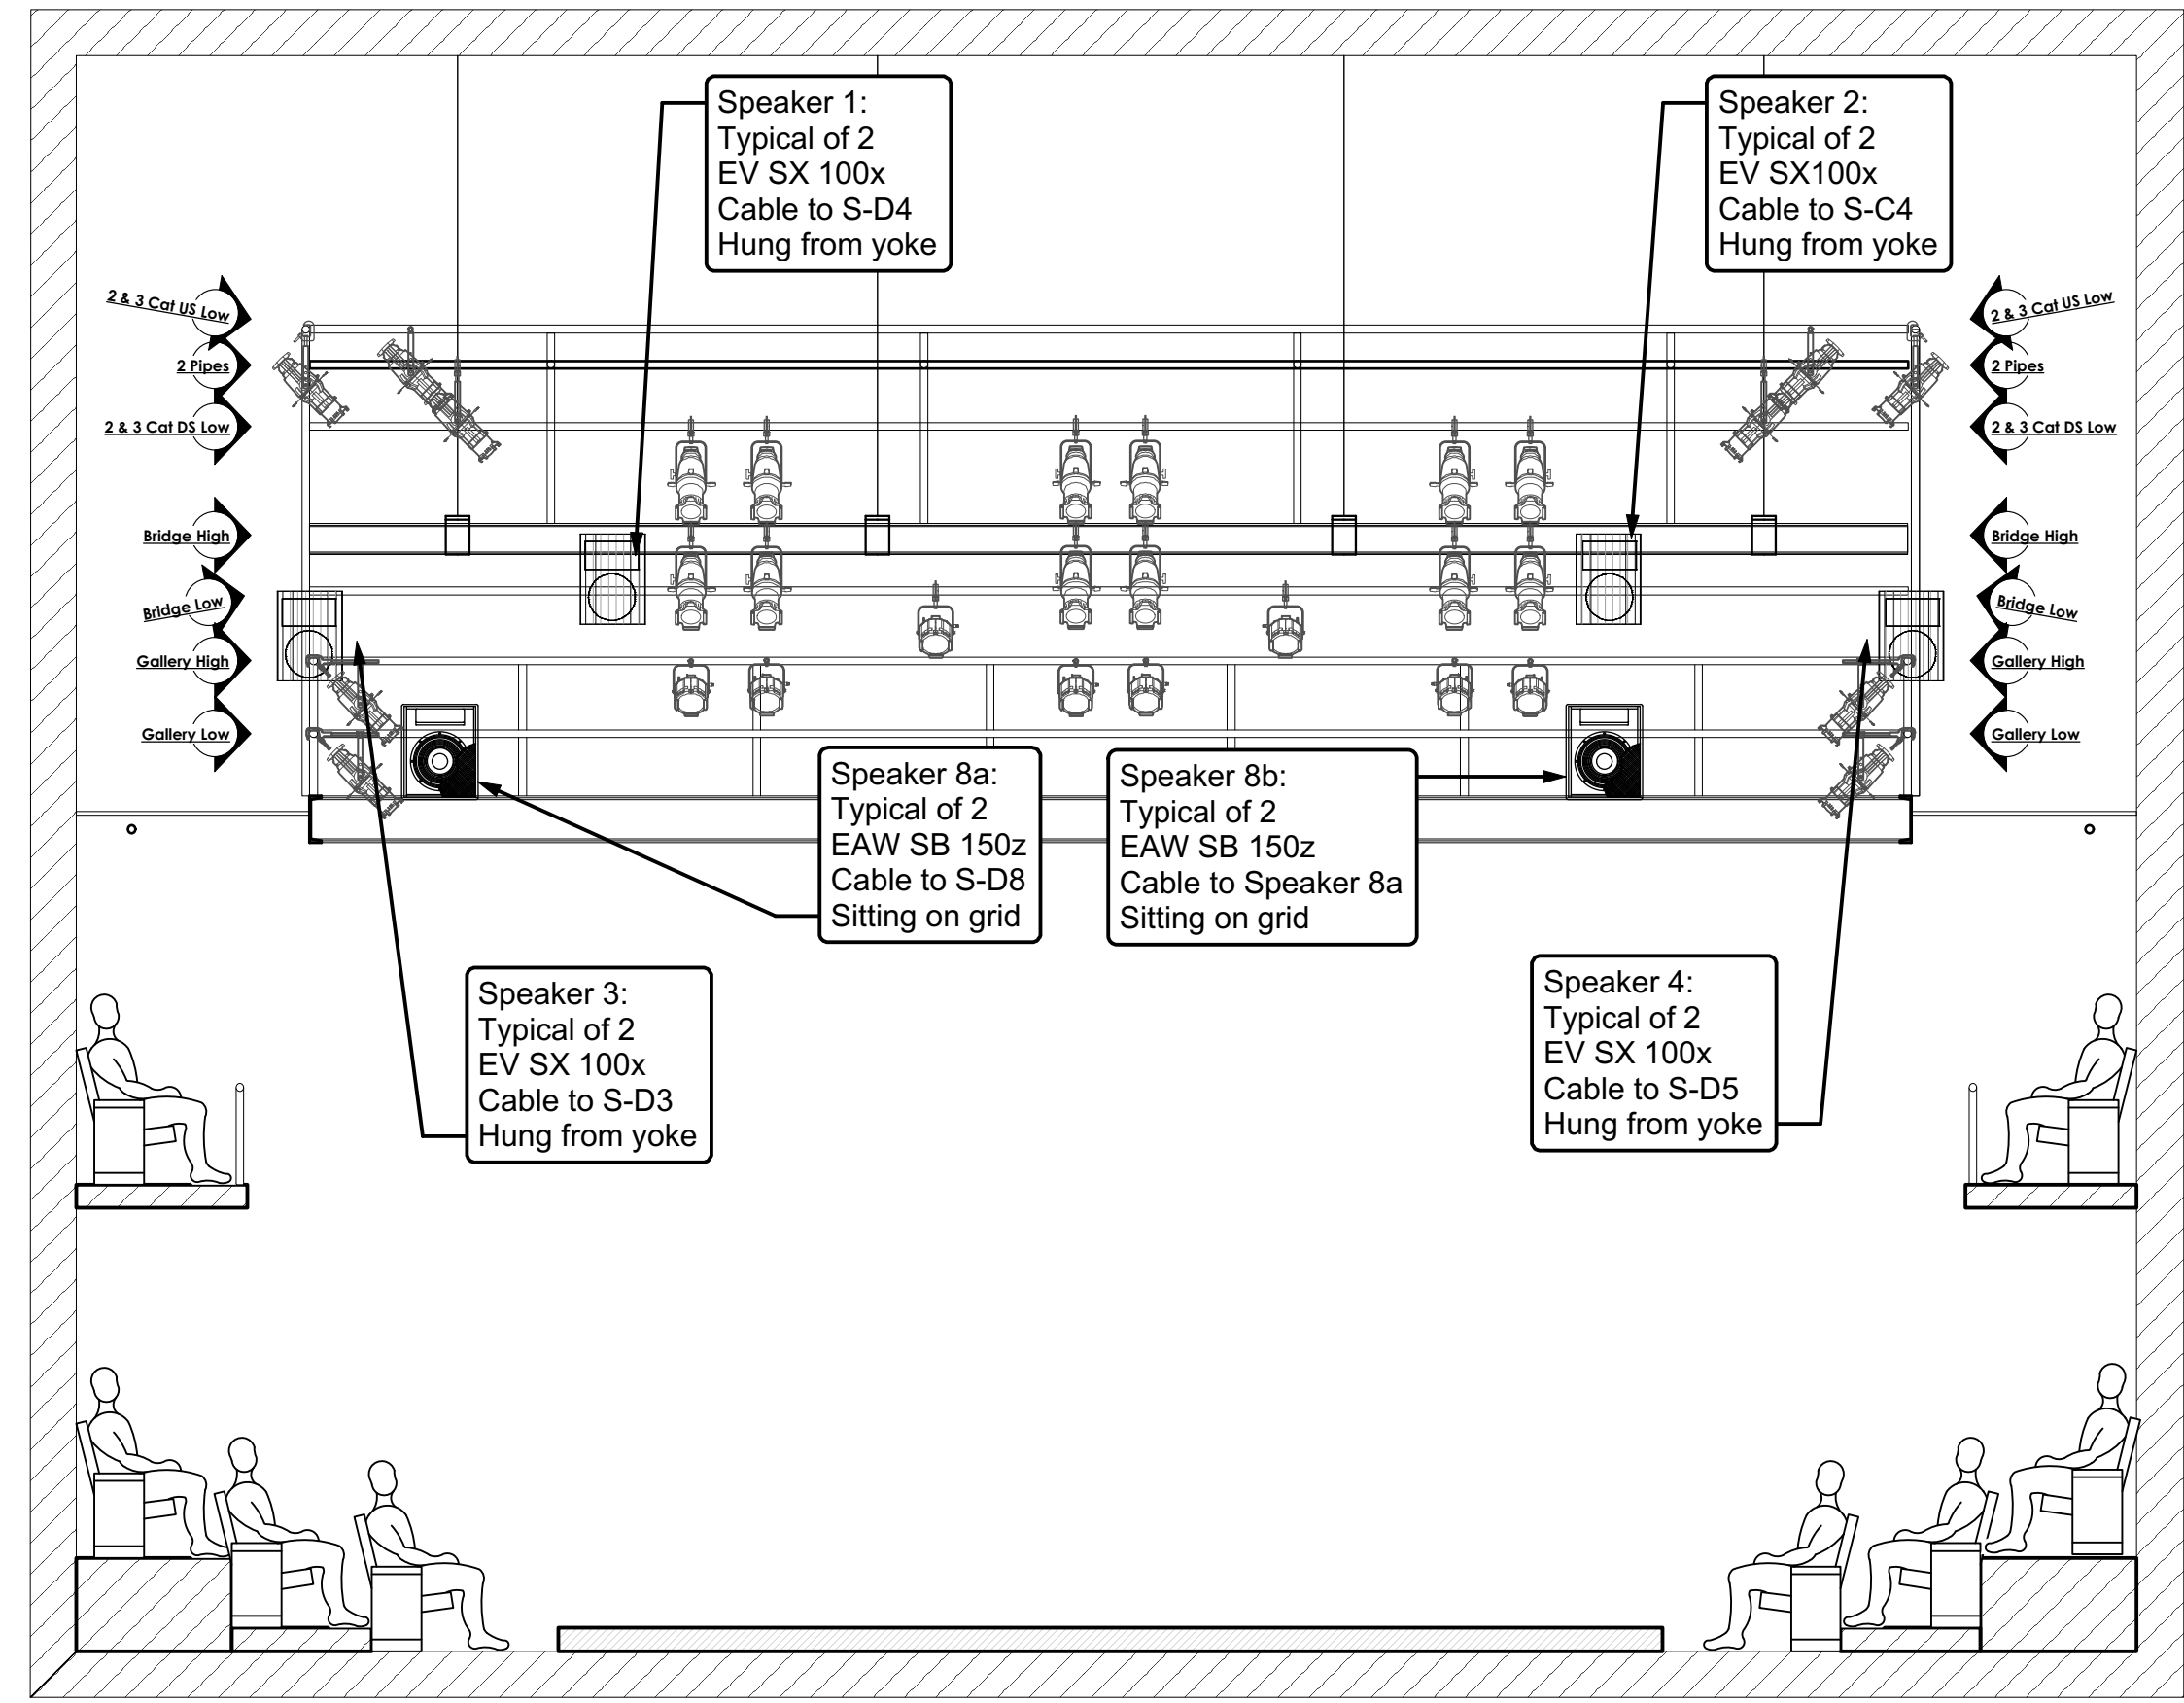 Speaker 1:
Typical of 2
EV SX 100x
Cable to S-D4
Hung from yoke
Speaker 2:
Typical of 2
EV SX100x
Cable to S-C4
Hung from yoke
2 & 3 Cat US Low
2 Pipes
2 & 3 Cat DS Low
Bridge High
Bridge Low
Gallery High
Gallery Low
2 & 3 Cat US Low
2 Pipes
2 & 3 Cat DS Low
Bridge High
Bridge Low
Gallery High
Gallery Low
Speaker 8a:
Typical of 2
EAW SB 150z
Cable to S-D8
Sitting on grid
Speaker 8b:
Typical of 2
EAW SB 150z
Cable to Speaker 8a
Sitting on grid
Speaker 3:
Typical of 2
EV SX 100x
Cable to S-D3
Hung from yoke
Speaker 4:
Typical of 2
EV SX 100x
Cable to S-D5
Hung from yoke